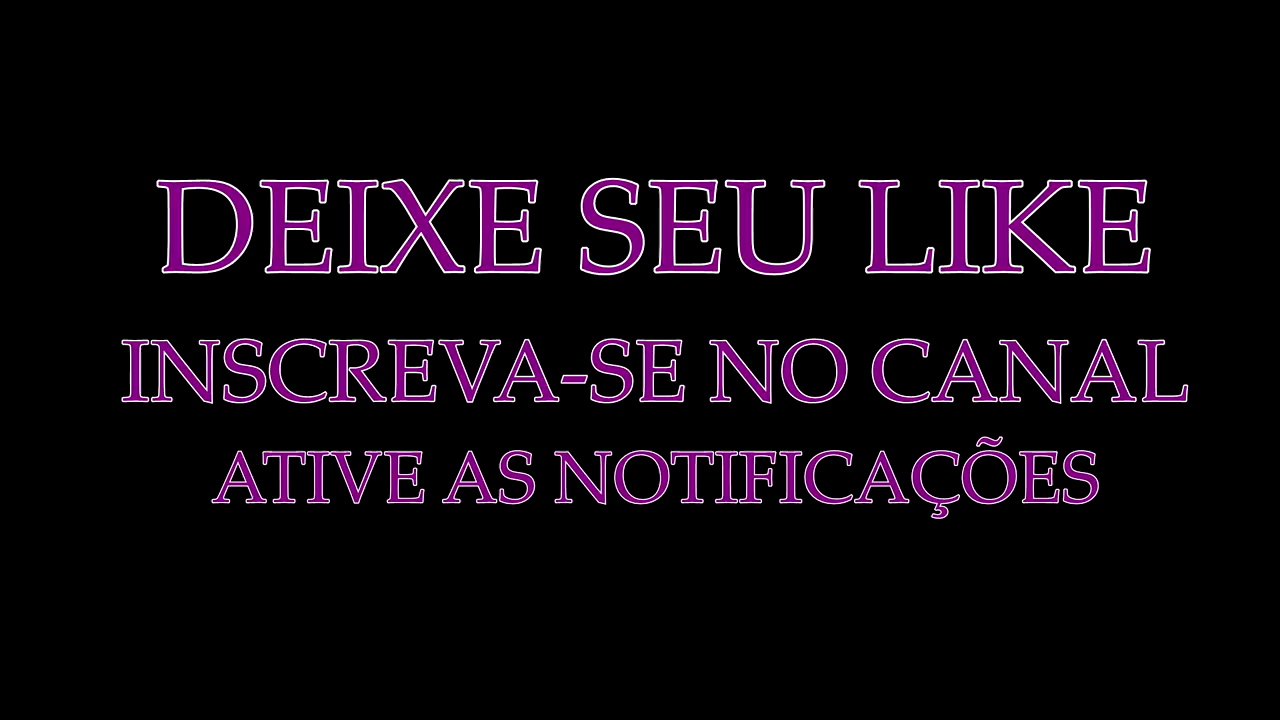 DEIXE SEU LIKE
INSCREVA-SE NO CANAL
ATIVE AS NOTIFICAÇÕES